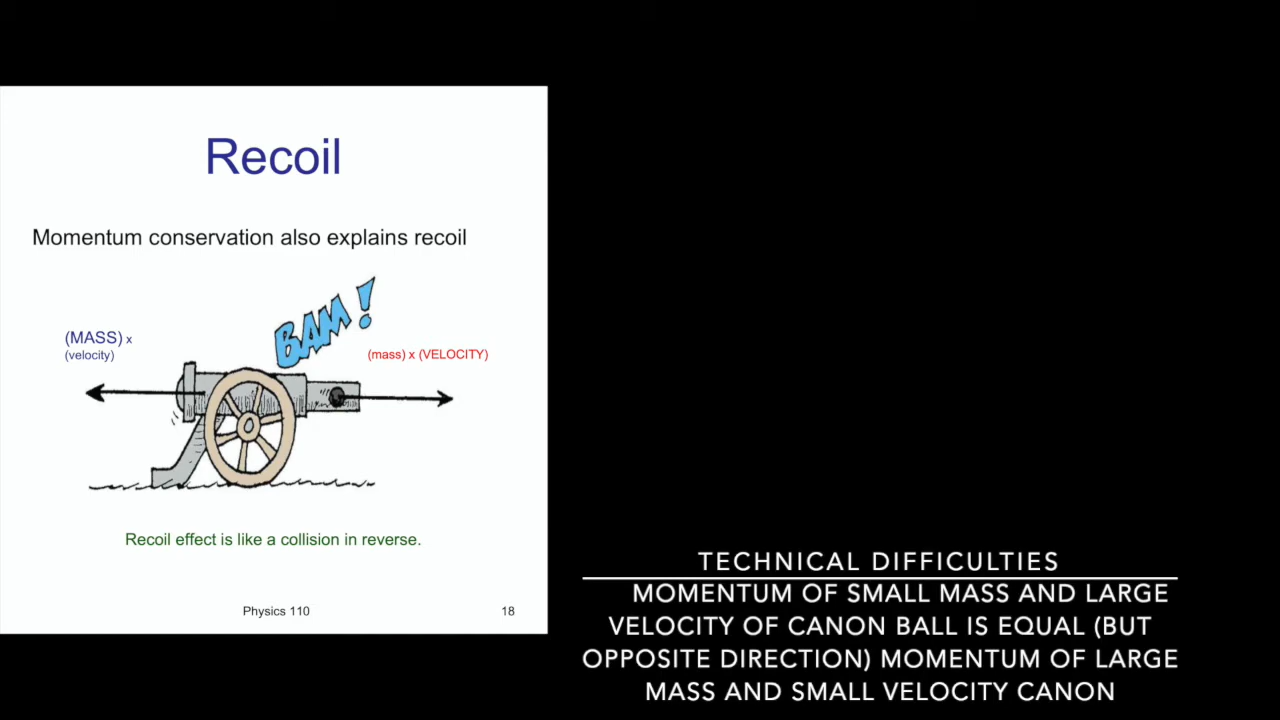 Recoil
Momentum conservation also explains recoil
BAM!
(MASS) x
(velocity)
(mass) x (VELOCITY)
Recoil effect is like a collision in reverse.
Physics 110
18
TECHNICAL DIFFICULTIES
MOMENTUM OF SMALL MASS AND LARGE
VELOCITY OF CANON BALL IS EQUAL (BUT
OPPOSITE DIRECTION) MOMENTUM OF LARGE
MASS AND SMALL VELOCITY CANON